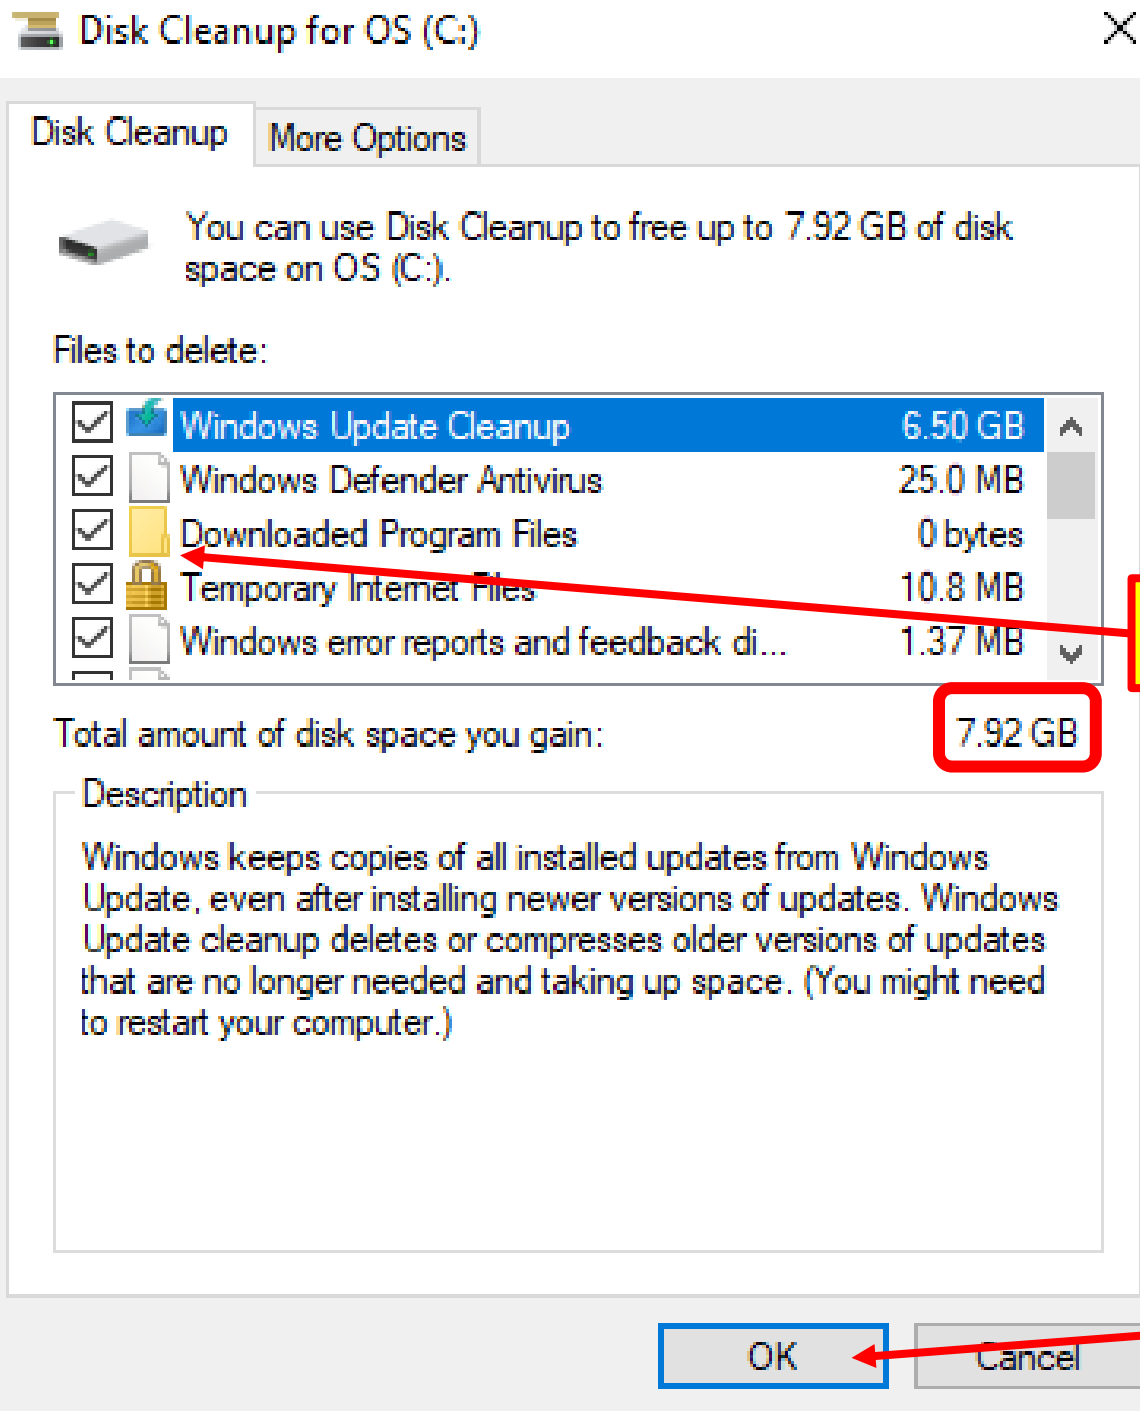 Disk Cleanup for OS (C:)
Disk Cleanup
More Options
You can use Disk Cleanup to free up to 7.92 GB of disk
space on OS (C:).
Files to delete:
Windows Update Cleanup 6.50 GB
Windows Defender Antivirus 25.0 MB
Downloaded Program Files 0 bytes
Temporary Internet Files 10.8 MB
Windows error reports and feedback di... 1.37 MB
Total amount of disk space you gain: 7.92 GB
Description
Windows keeps copies of all installed updates from Windows
Update, even after installing newer versions of updates. Windows
Update cleanup deletes or compresses older versions of updates
that are no longer needed and taking up space. (You might need
to restart your computer.)
OK
Cancel